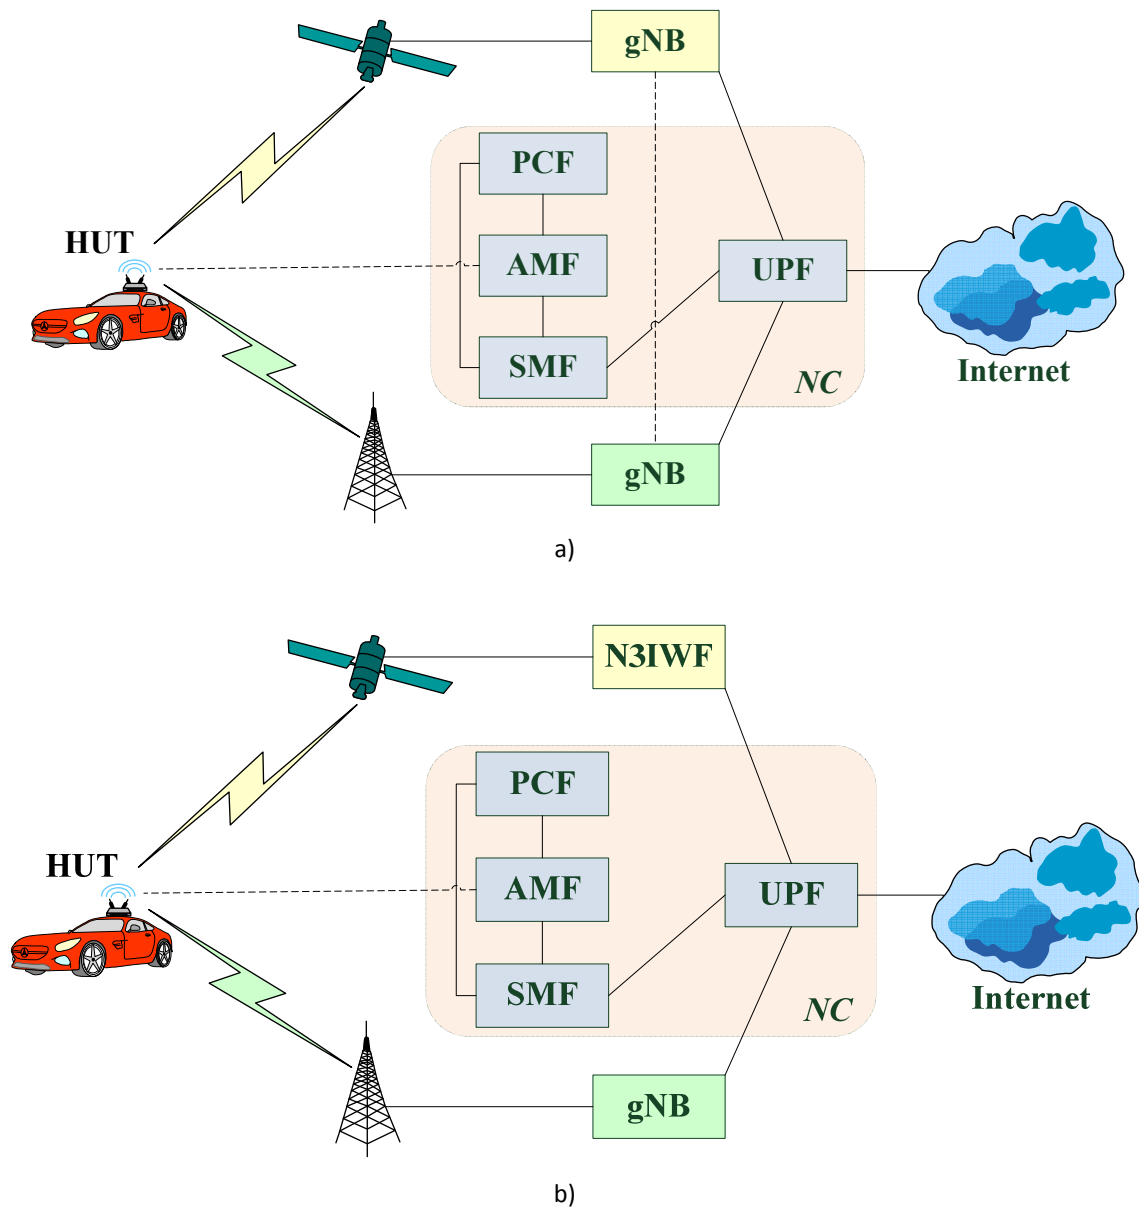 gNB
PCF
HUT
AMF
UPF
SMF
Internet
NC
gNB
a)
N3IWF
PCF
HUT
AMF
UPF
SMF
Internet
NC
gNB
b)